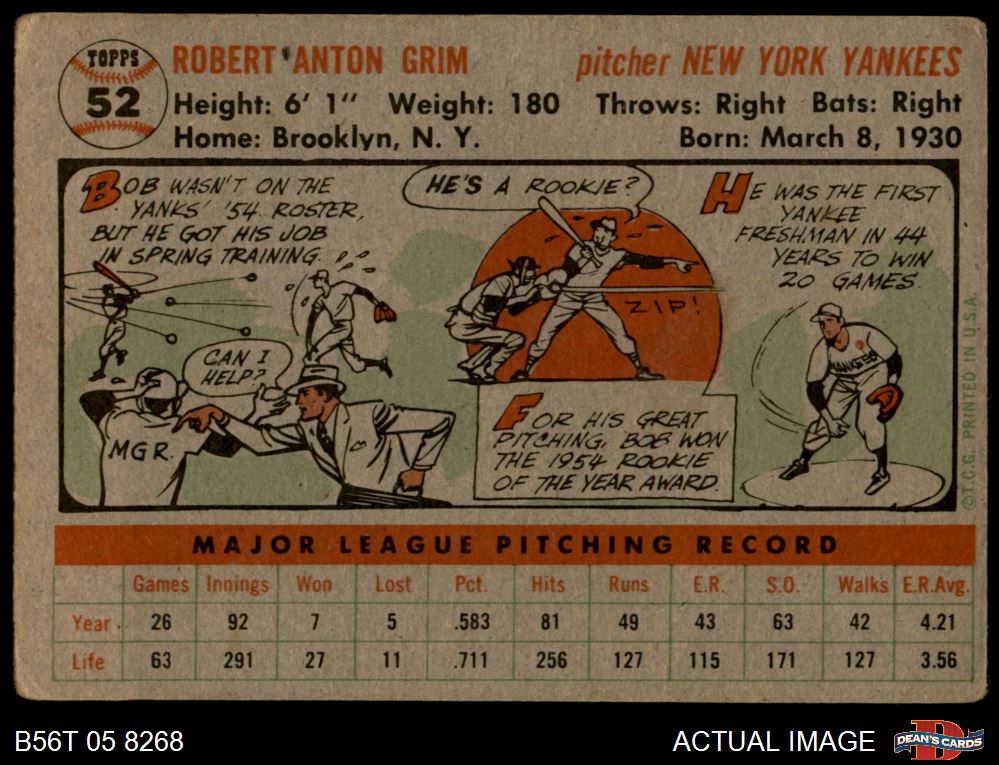 TOPPS
52
ROBERT ANTON GRIM
pitcher NEW YORK YANKEES
Height: 6' 1" Weight: 180 Throws: Right Bats: Right
Home: Brooklyn, N. Y. Born: March 8, 1930
BOB WASN'T ON THE
YANKS' '54 ROSTER,
BUT HE GOT HIS JOB
IN SPRING TRAINING.
CAN I
HELP?
MGR.
HE'S A ROOKIE?
ZIP!
FOR HIS GREAT
PITCHING, BOB WON
THE 1954 ROOKIE
OF THE YEAR AWARD.
HE WAS THE FIRST
YANKEE
FRESHMAN IN 44
YEARS TO WIN
20 GAMES.
YANKEES
©T.C.G. PRINTED IN U.S.A.
MAJOR LEAGUE PITCHING RECORD
Games Innings Won Lost Pct. Hits Runs E.R. S.O. Walks E.R.Avg.
Year 26 92 7 5 .583 81 49 43 63 42 4.21
Life 63 291 27 11 .711 256 127 115 171 127 3.56
B56T 05 8268
ACTUAL IMAGE
DEAN'S CARDS